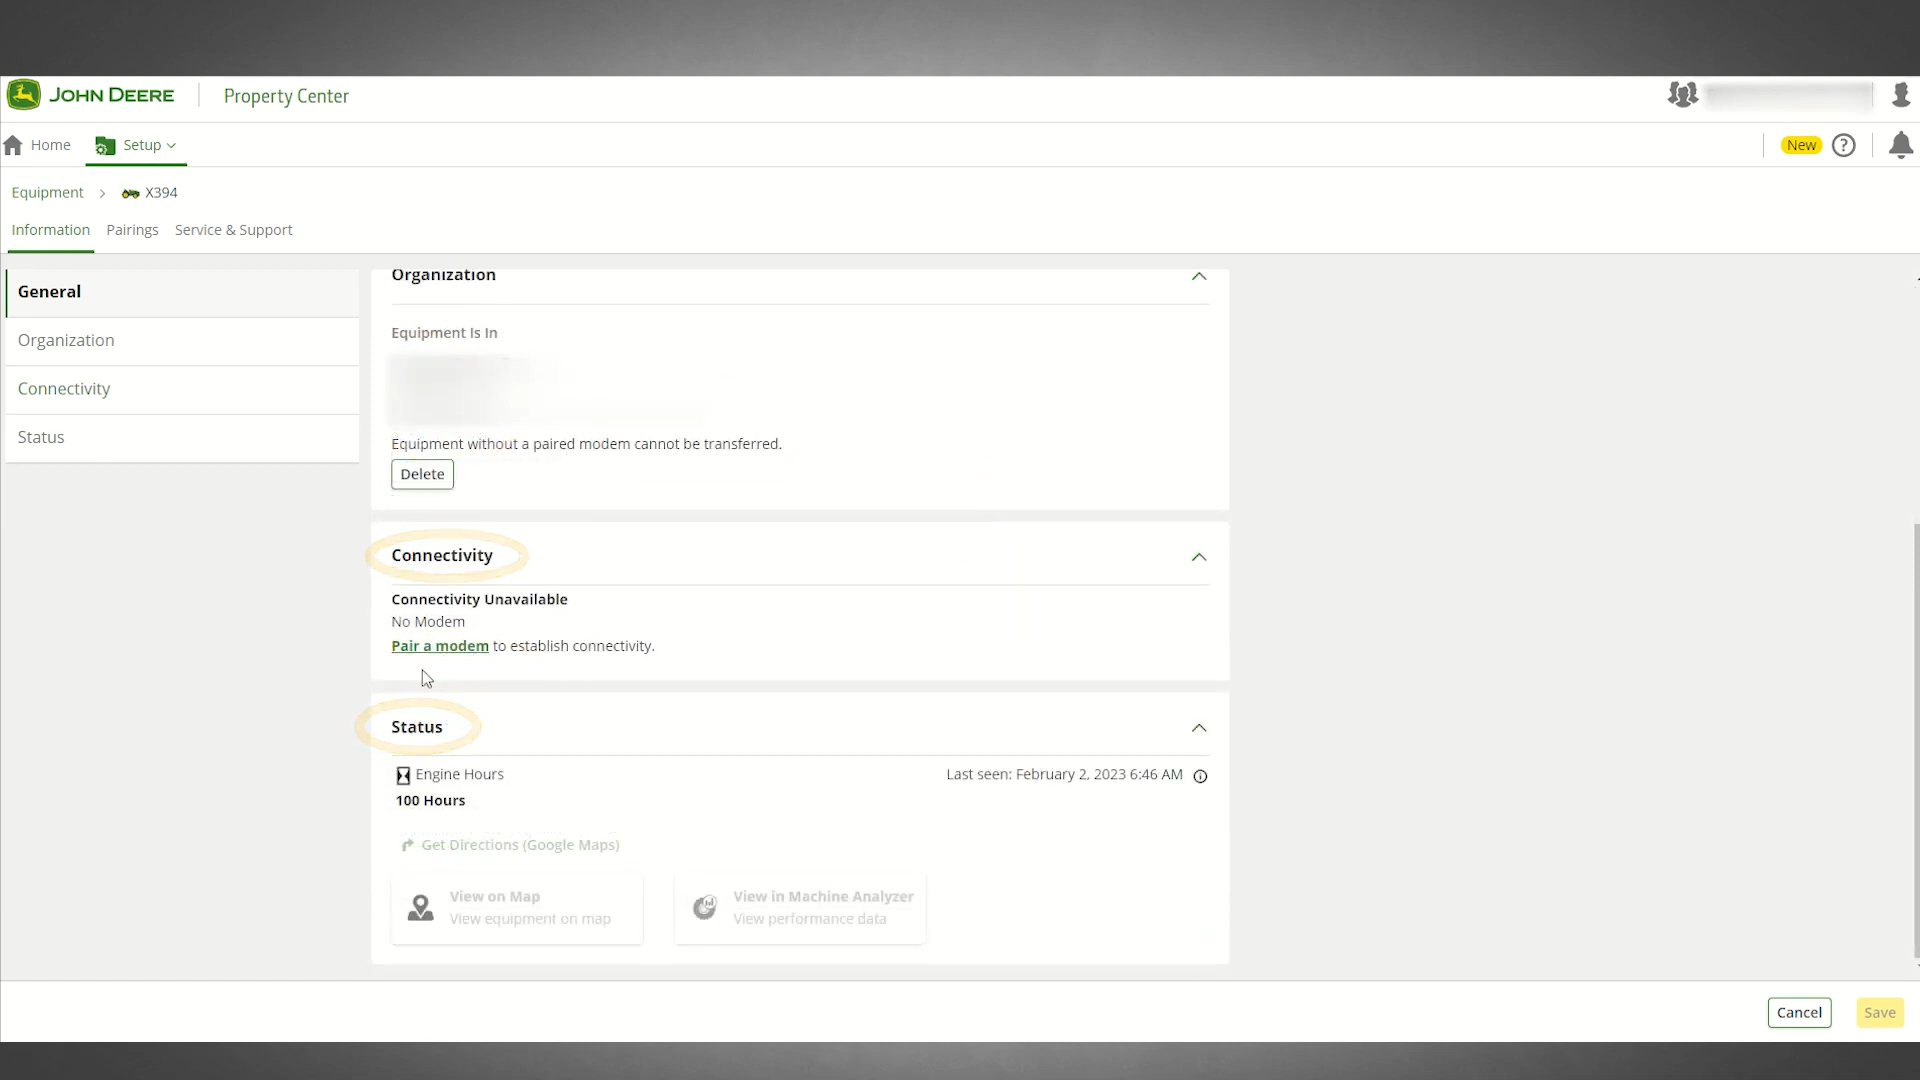 JOHN DEERE
Property Center
Home
Setup
New
Equipment
X394
Information
Pairings
Service & Support
General
Organization
Connectivity
Status
Organization
Equipment Is In
Equipment without a paired modem cannot be transferred.
Delete
Connectivity
Connectivity Unavailable
No Modem
Pair a modem to establish connectivity.
Status
Engine Hours
Last seen: February 2, 2023 6:46 AM
100 Hours
Get Directions (Google Maps)
View on Map
View equipment on map
View in Machine Analyzer
View performance data
Cancel
Save